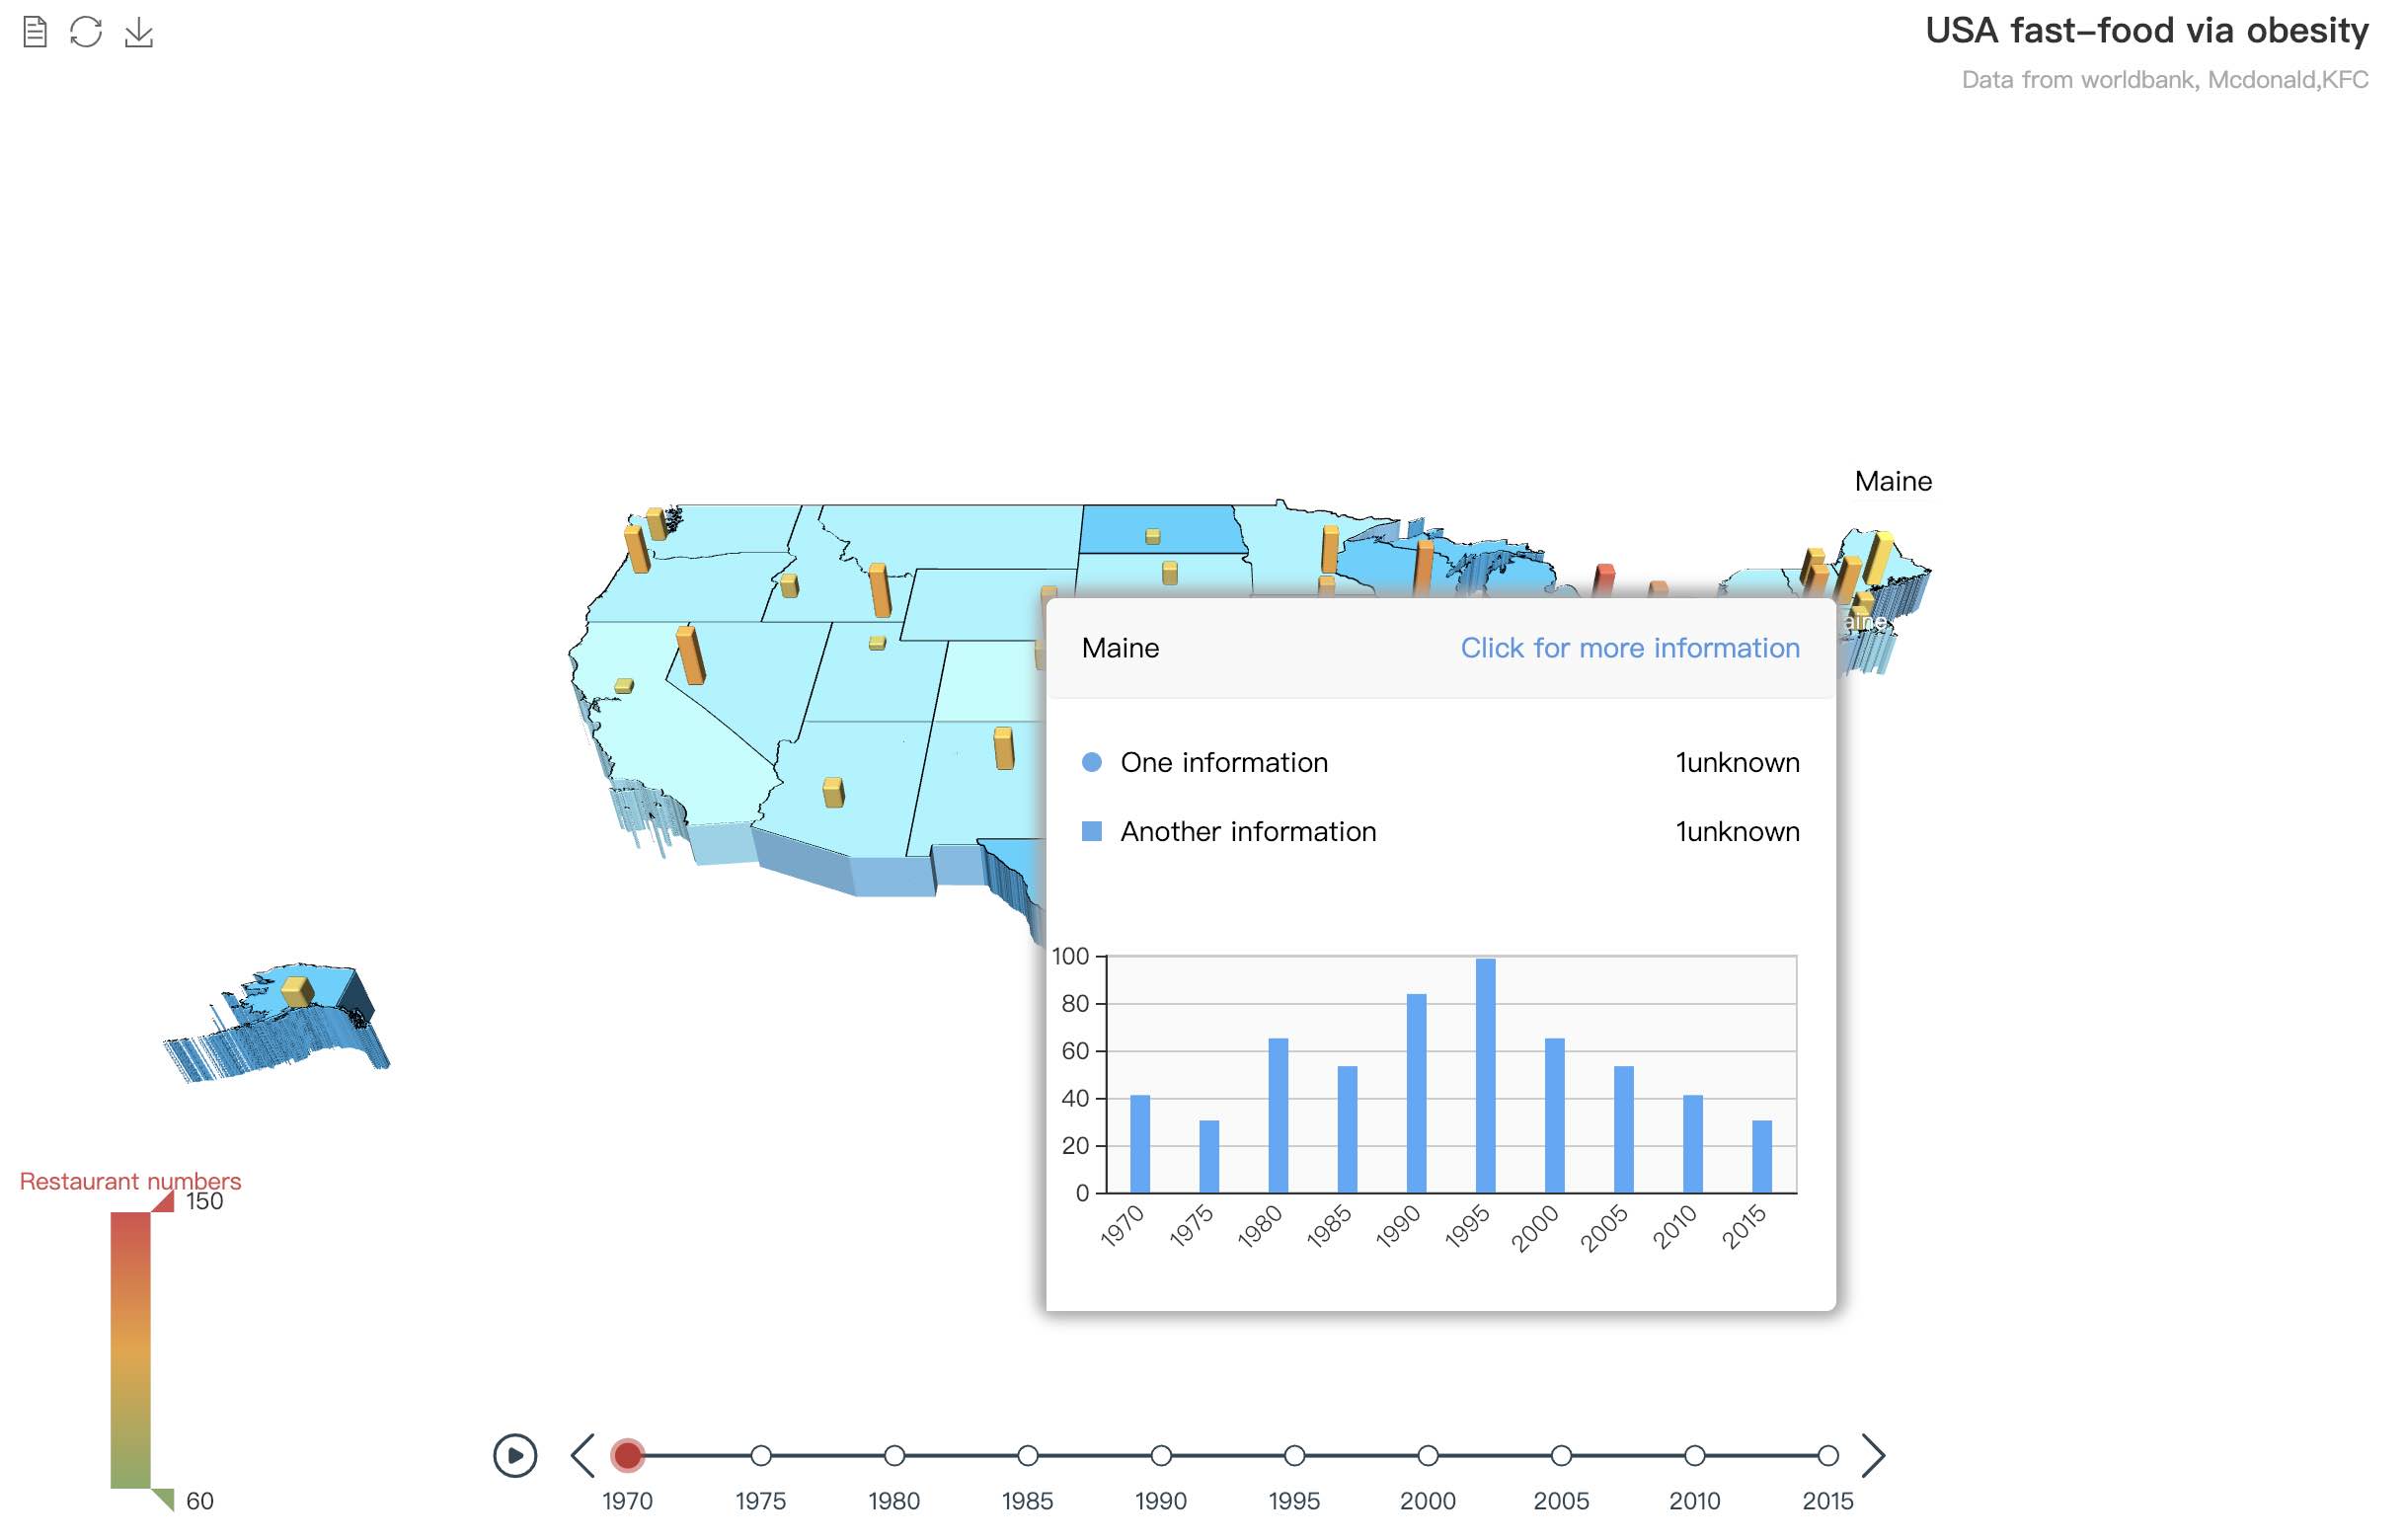 USA fast–food via obesity
Data from worldbank, Mcdonald,KFC
Maine
Maine Click for more information
aine
One information 1unknown
Another information 1unknown
100
80
60
40
20
0
1970 1975 1980 1985 1990 1995 2000 2005 2010 2015
Restaurant numbers
150
60
1970 1975 1980 1985 1990 1995 2000 2005 2010 2015